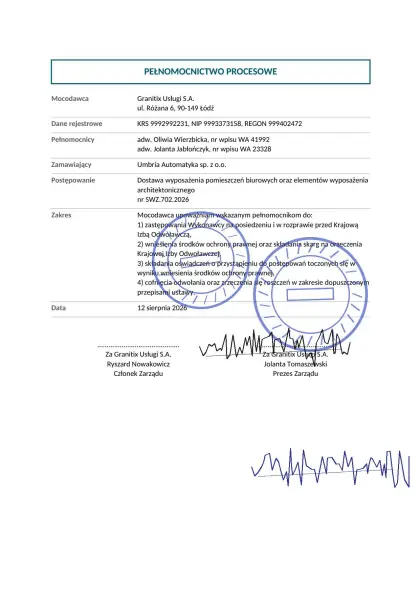 PEŁNOMOCNICTWO PROCESOWE
Mocodawca
Granitix Usługi S.A.
ul. Różana 6, 90-149 Łódź
Dane rejestrowe
KRS 9992992231, NIP 9993373158, REGON 999402472
Pełnomocnicy
adw. Oliwia Wierzbicka, nr wpisu WA 41992
adw. Jolanta Jabłończyk, nr wpisu WA 23328
Zamawiający
Umbria Automatyka sp. z o.o.
Postępowanie
Dostawa wyposażenia pomieszczeń biurowych oraz elementów wyposażenia
architektonicznego
nr SWZ.702.2026
Zakres
Mocodawca upoważniam wskazanym pełnomocnikom do:
1) zastępowania Wykonawcy na posiedzeniu i w rozprawie przed Krajową
Izbą Odwoławczą,
2) wniesienia środków ochrony prawnej oraz składania skarg na orzeczenia
Krajowej Izby Odwoławczej,
3) składania oświadczeń o przystąpieniu do postępowań toczonych się w
wyniku wniesienia środków ochrony prawnej,
4) cofnięcia odwołania oraz zrzeczenia się roszczeń w zakresie dopuszczonym
przepisami ustawy.
Data
12 sierpnia 2026
Za Granitix Usługi S.A.
Ryszard Nowakowicz
Członek Zarządu
Za Granitix Usługi S.A.
Jolanta Tomaszewska
Prezes Zarządu